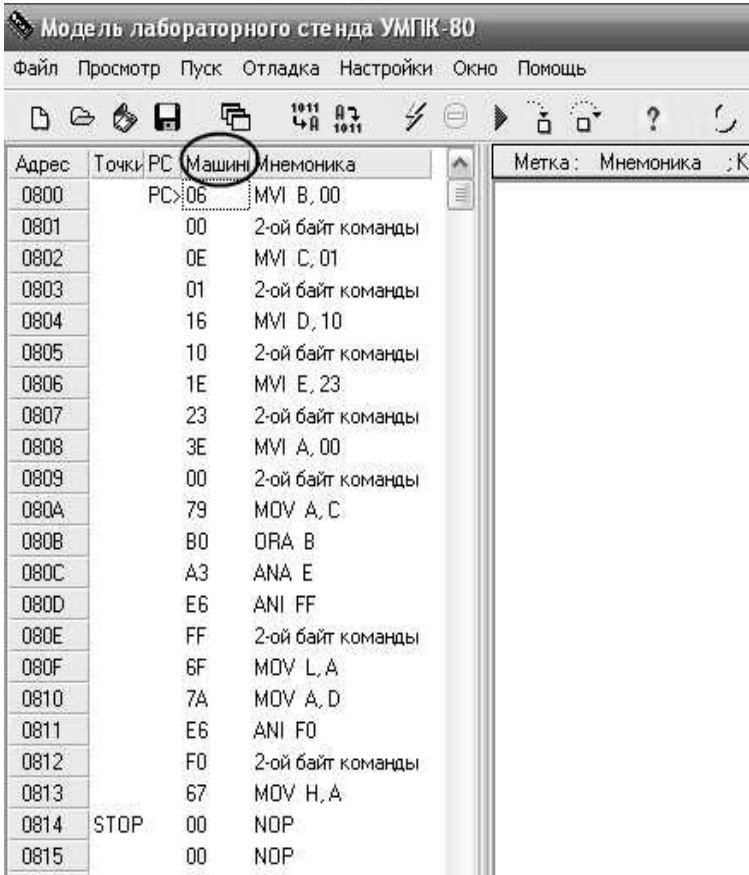 Модель лабораторного стенда УМПК-80
Файл Просмотр Пуск Отладка Настройки Окно Помощь
Адрес Точки PC Машинн Мнемоника Метка: Мнемоника ;К
0800 PC> 06 MVI B, 00
0801 00 2-ой байт команды
0802 0E MVI C, 01
0803 01 2-ой байт команды
0804 16 MVI D, 10
0805 10 2-ой байт команды
0806 1E MVI E, 23
0807 23 2-ой байт команды
0808 3E MVI A, 00
0809 00 2-ой байт команды
080A 79 MOV A, C
080B B0 ORA B
080C A3 ANA E
080D E6 ANI FF
080E FF 2-ой байт команды
080F 6F MOV L, A
0810 7A MOV A, D
0811 E6 ANI F0
0812 F0 2-ой байт команды
0813 67 MOV H, A
0814 STOP 00 NOP
0815 00 NOP